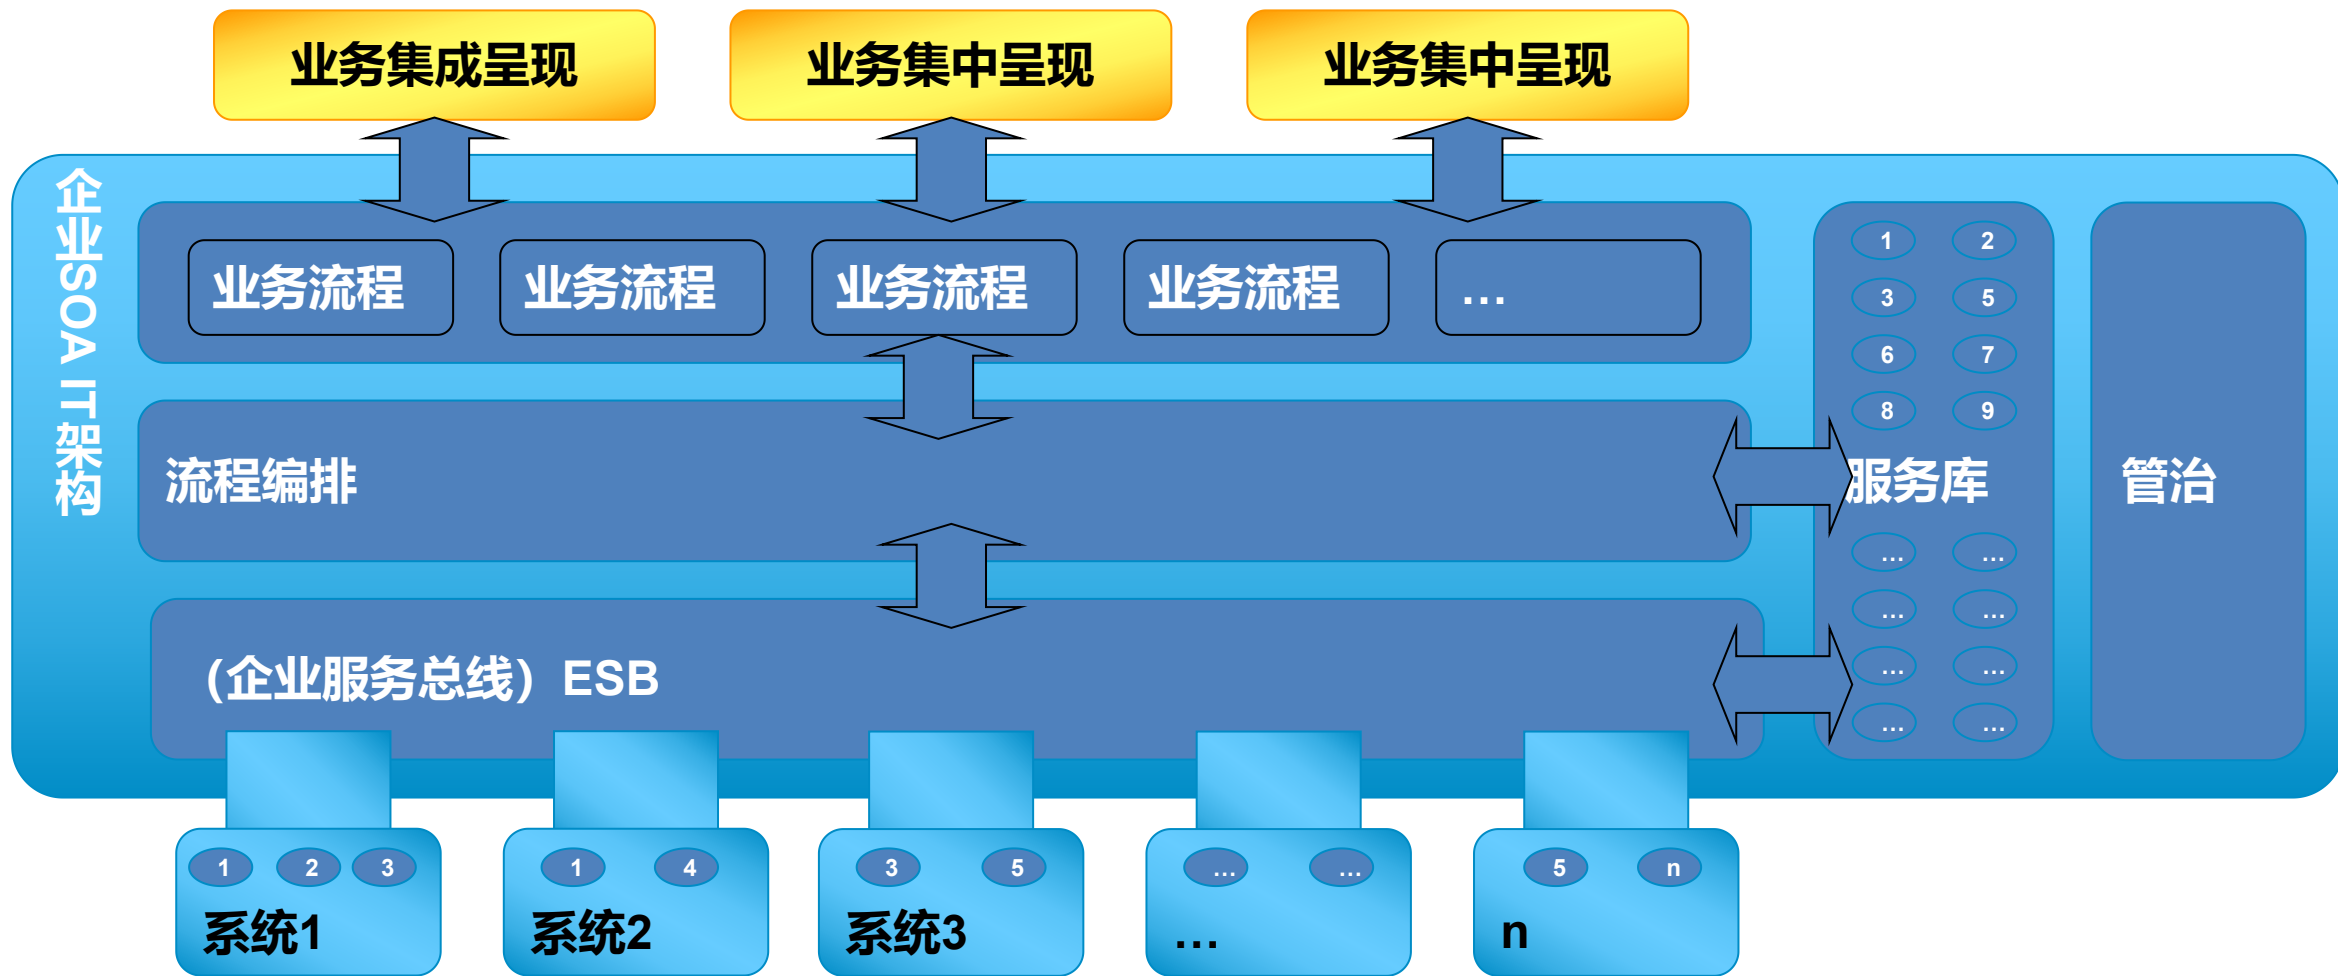 业务集成呈现
业务集中呈现
业务集中呈现
企业SOA IT架构
业务流程
业务流程
业务流程
业务流程
…
流程编排
（企业服务总线）ESB
1 2
3 5
6 7
8 9
服务库
… …
… …
… …
… …
管治
1 2 3
系统1
1 4
系统2
3 5
系统3
… …
…
5 n
n